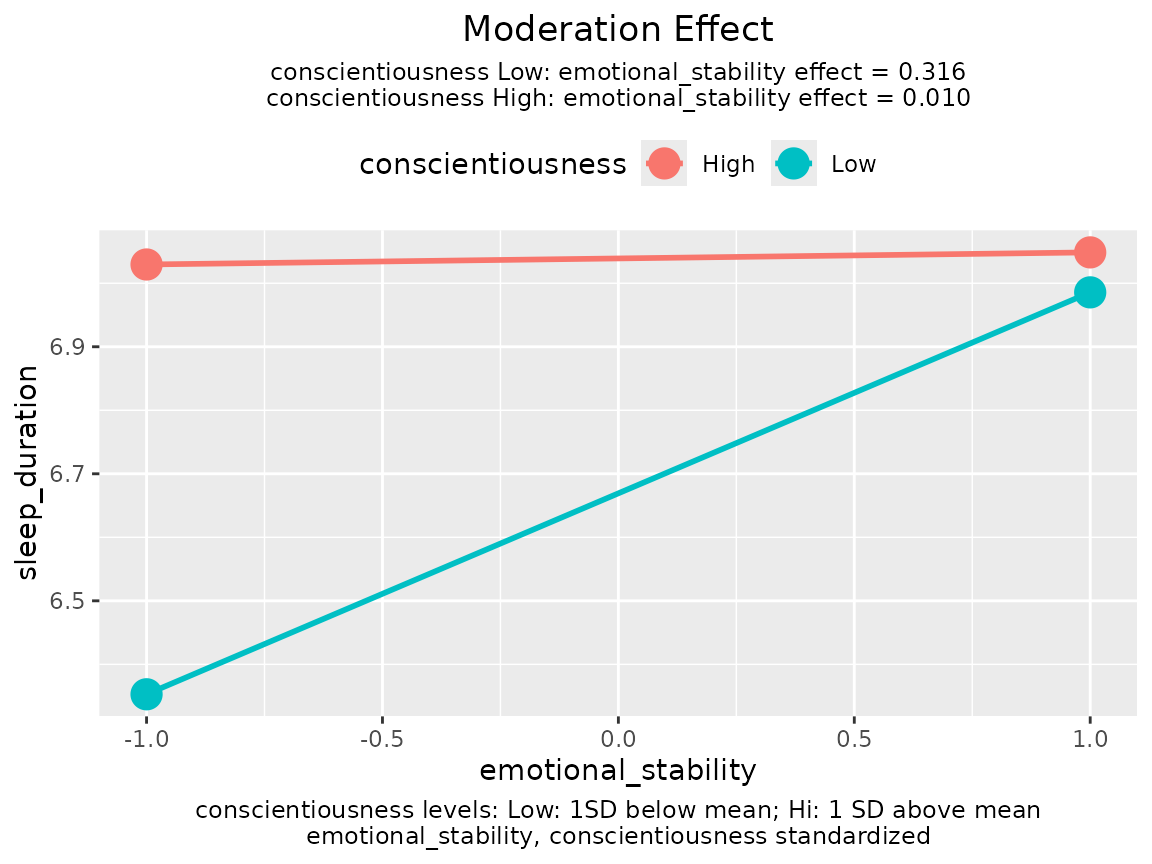 Moderation Effect
conscientiousness Low: emotional_stability effect = 0.316
conscientiousness High: emotional_stability effect = 0.010
conscientiousness High Low
6.9
6.7
6.5
sleep_duration
-1.0 -0.5 0.0 0.5 1.0
emotional_stability
conscientiousness levels: Low: 1SD below mean; Hi: 1 SD above mean
emotional_stability, conscientiousness standardized